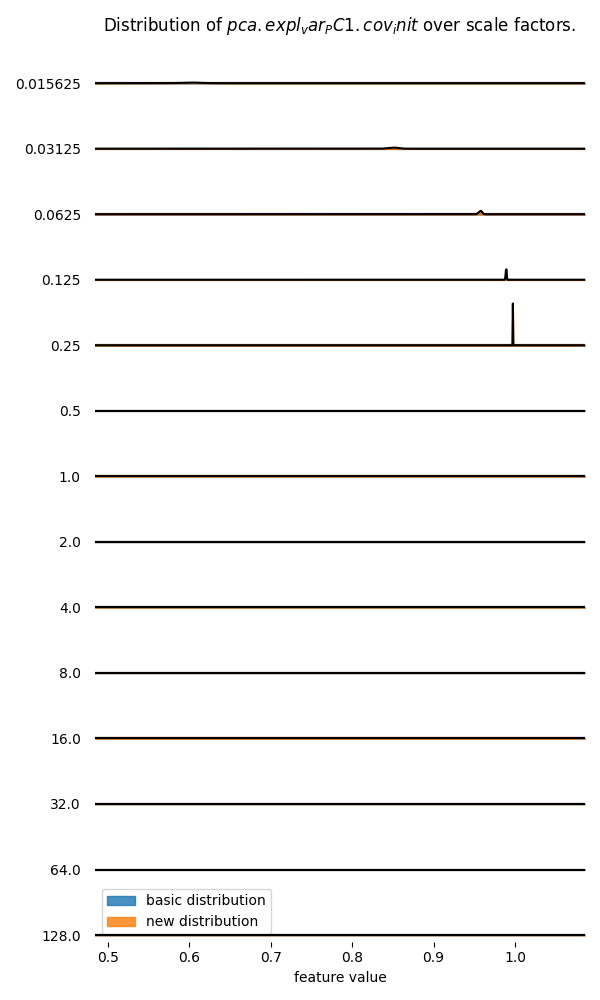 Distribution of pca.expl_var_PC1.cov_init over scale factors.
0.015625
0.03125
0.0625
0.125
0.25
0.5
1.0
2.0
4.0
8.0
16.0
32.0
64.0
basic distribution
new distribution
128.0
0.5 0.6 0.7 0.8 0.9 1.0
feature value